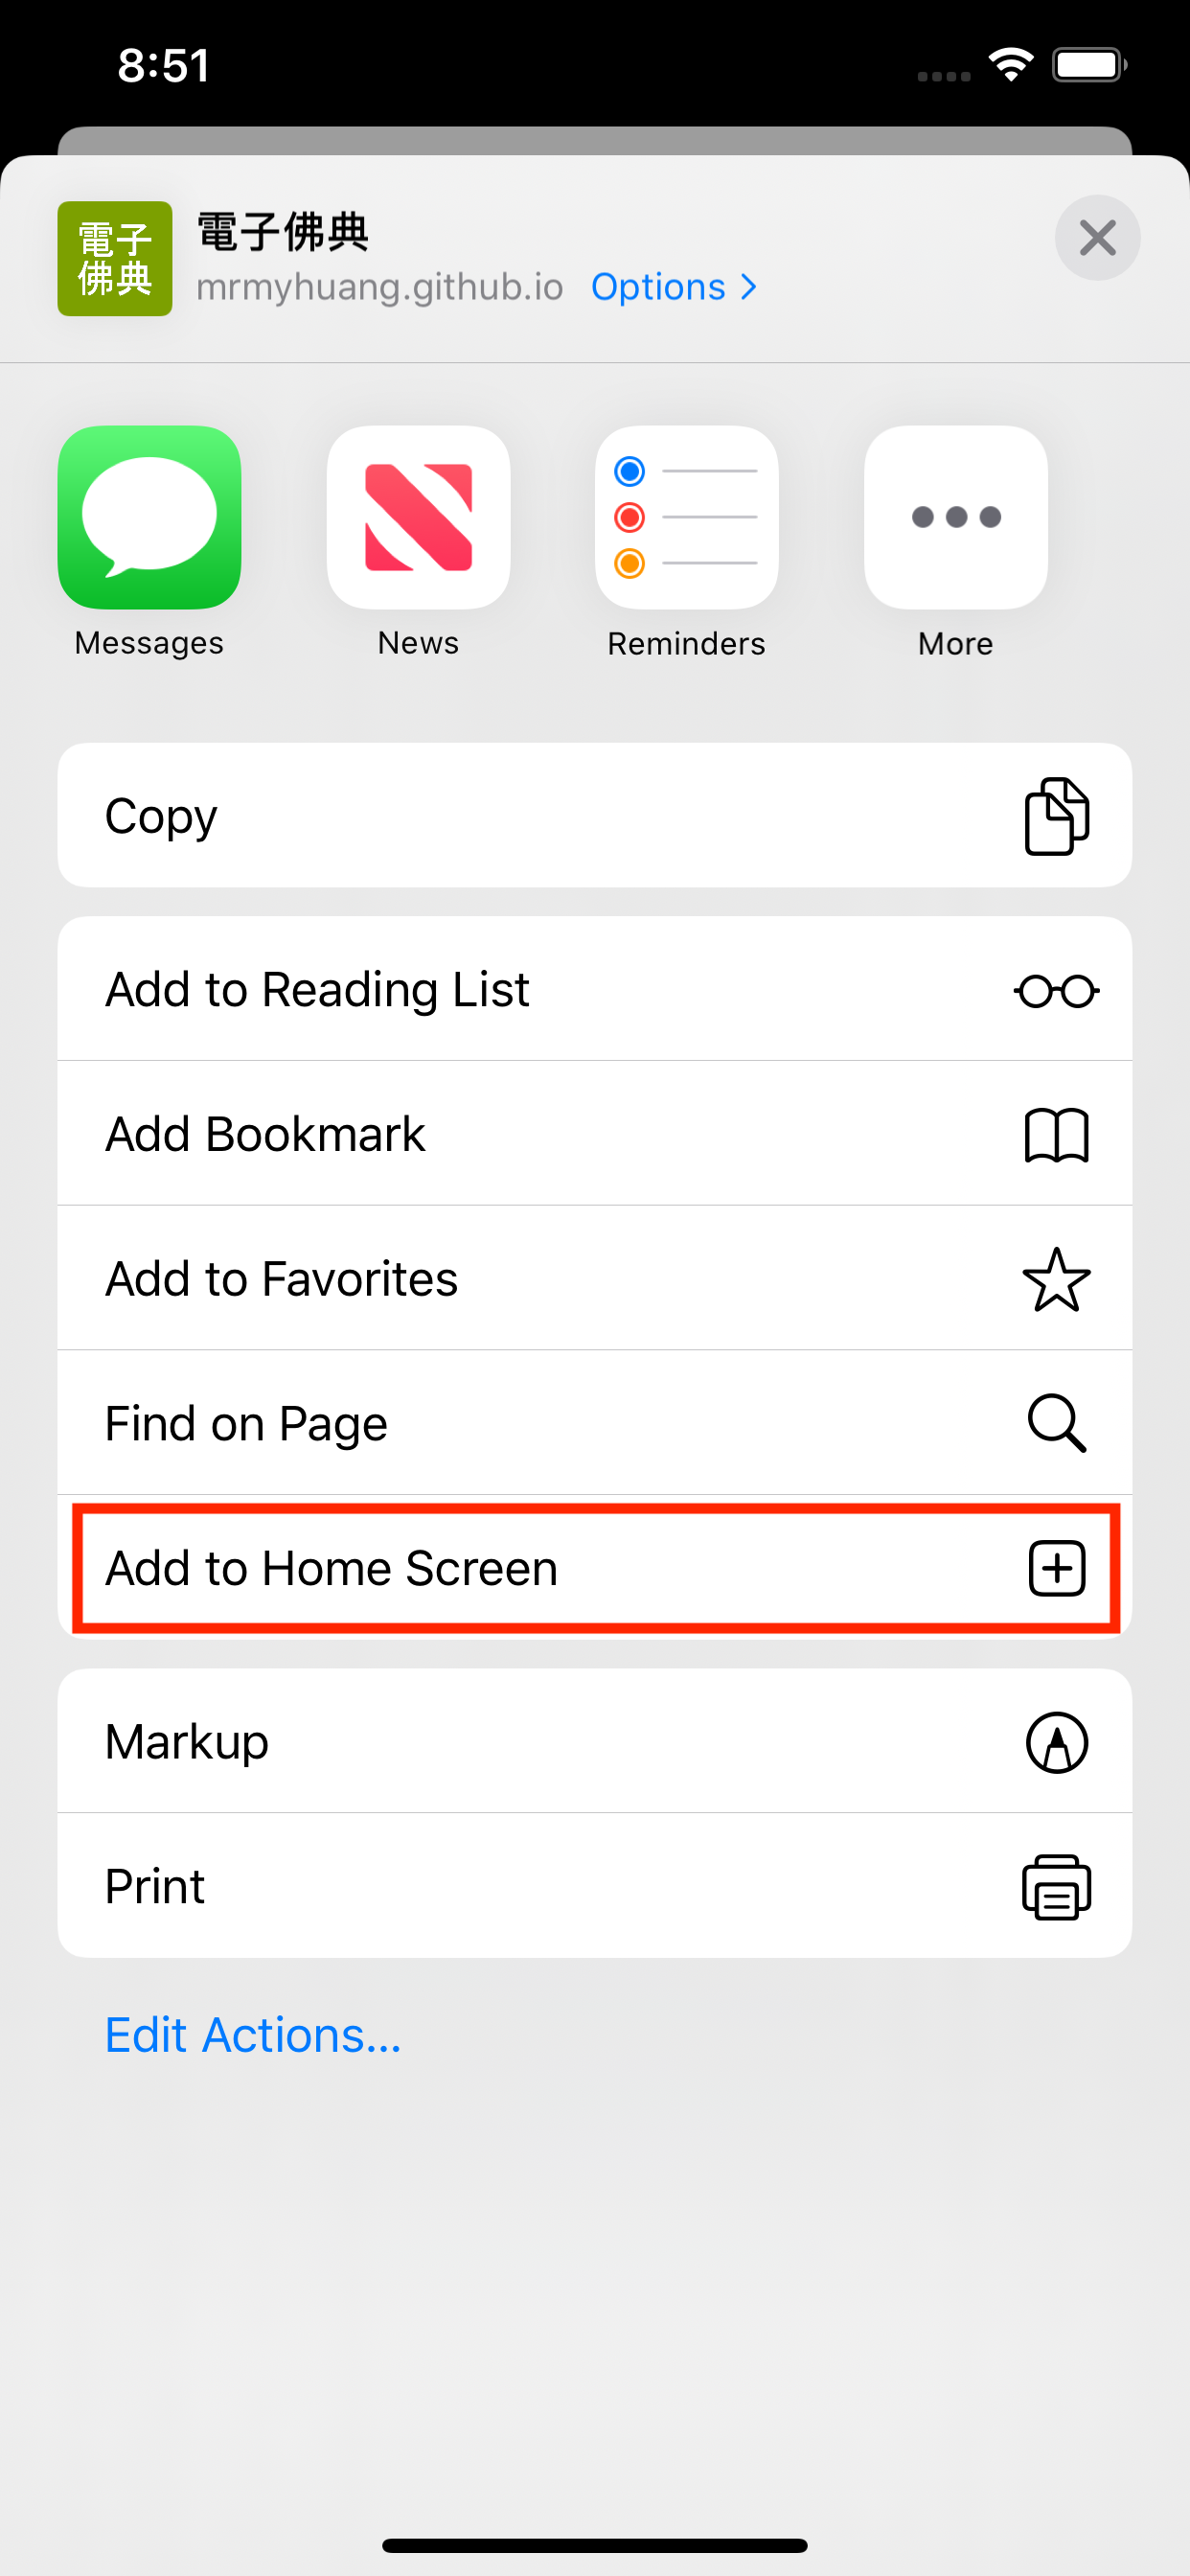 8:51
電子
佛典
電子佛典
mrmyhuang.github.io Options
Messages
News
Reminders
More
Copy
Add to Reading List
Add Bookmark
Add to Favorites
Find on Page
Add to Home Screen
Markup
Print
Edit Actions...